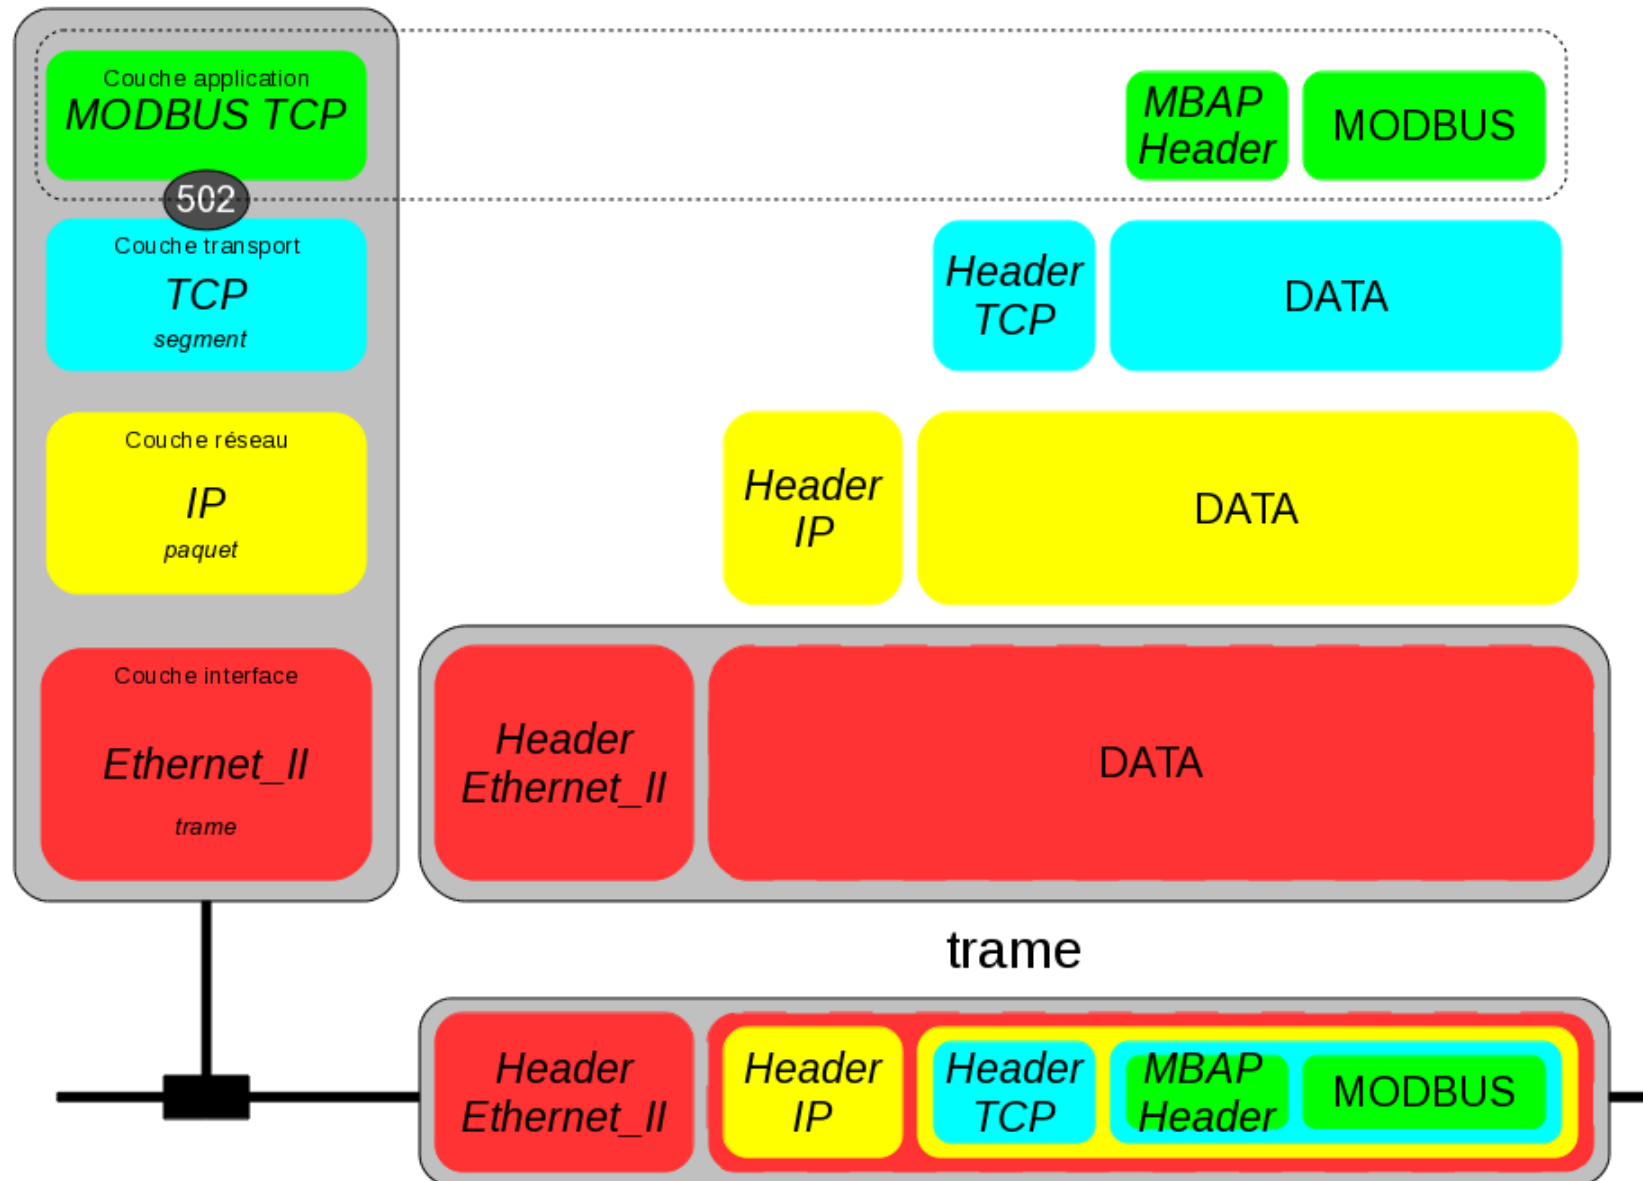 Couche application
MODBUS TCP
502
Couche transport
TCP
segment
Couche réseau
IP
paquet
Couche interface
Ethernet_II
trame
MBAP
Header
MODBUS
Header
TCP
DATA
Header
IP
DATA
Header
Ethernet_II
DATA
trame
Header
Ethernet_II
Header
IP
Header
TCP
MBAP
Header
MODBUS